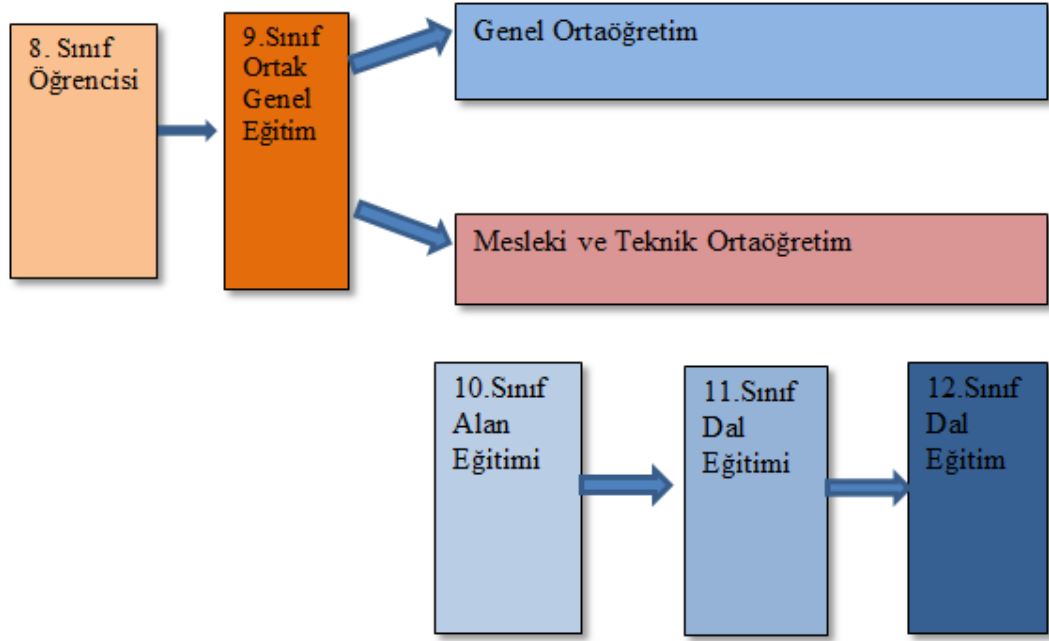 8. Sınıf
Öğrencisi
9.Sınıf
Ortak
Genel
Eğitim
Genel Ortaöğretim
Mesleki ve Teknik Ortaöğretim
10.Sınıf
Alan
Eğitimi
11.Sınıf
Dal
Eğitimi
12.Sınıf
Dal
Eğitim